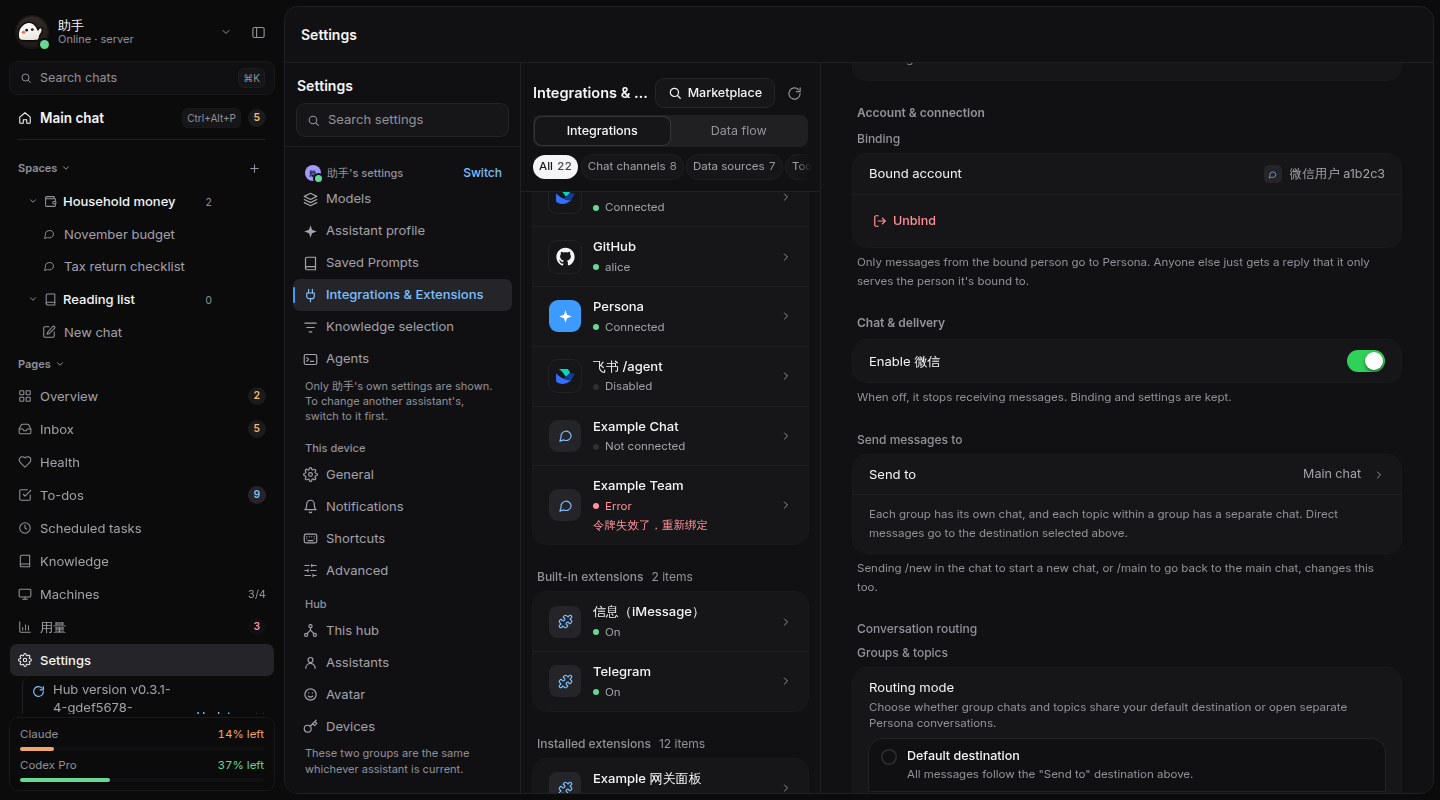 助手
Online · server
Search chats
⌘K
Main chat
Ctrl+Alt+P
5
Spaces
Household money
2
November budget
Tax return checklist
Reading list
0
New chat
Pages
Overview
2
Inbox
5
Health
To-dos
9
Scheduled tasks
Knowledge
Machines
3/4
用量
3
Settings
Hub version v0.3.1-
4-gdef5678-
Claude
14% left
Codex Pro
37% left
Settings
Settings
Search settings
助手's settings
Switch
Models
Assistant profile
Saved Prompts
Integrations & Extensions
Knowledge selection
Agents
Only 助手's own settings are shown.
To change another assistant's,
switch to it first.
This device
General
Notifications
Shortcuts
Advanced
Hub
This hub
Assistants
Avatar
Devices
These two groups are the same
whichever assistant is current.
Integrations & ...
Marketplace
Integrations
Data flow
All 22
Chat channels 8
Data sources 7
Connected
GitHub
alice
Persona
Connected
飞书 /agent
Disabled
Example Chat
Not connected
Example Team
Error
令牌失效了，重新绑定
Built-in extensions 2 items
信息（iMessage）
On
Telegram
On
Installed extensions 12 items
Example 网关面板
Account & connection
Binding
Bound account
微信用户 a1b2c3
Unbind
Only messages from the bound person go to Persona. Anyone else just gets a reply that it only
serves the person it's bound to.
Chat & delivery
Enable 微信
When off, it stops receiving messages. Binding and settings are kept.
Send messages to
Send to
Main chat
Each group has its own chat, and each topic within a group has a separate chat. Direct
messages go to the destination selected above.
Sending /new in the chat to start a new chat, or /main to go back to the main chat, changes this
too.
Conversation routing
Groups & topics
Routing mode
Choose whether group chats and topics share your default destination or open separate
Persona conversations.
Default destination
All messages follow the "Send to" destination above.